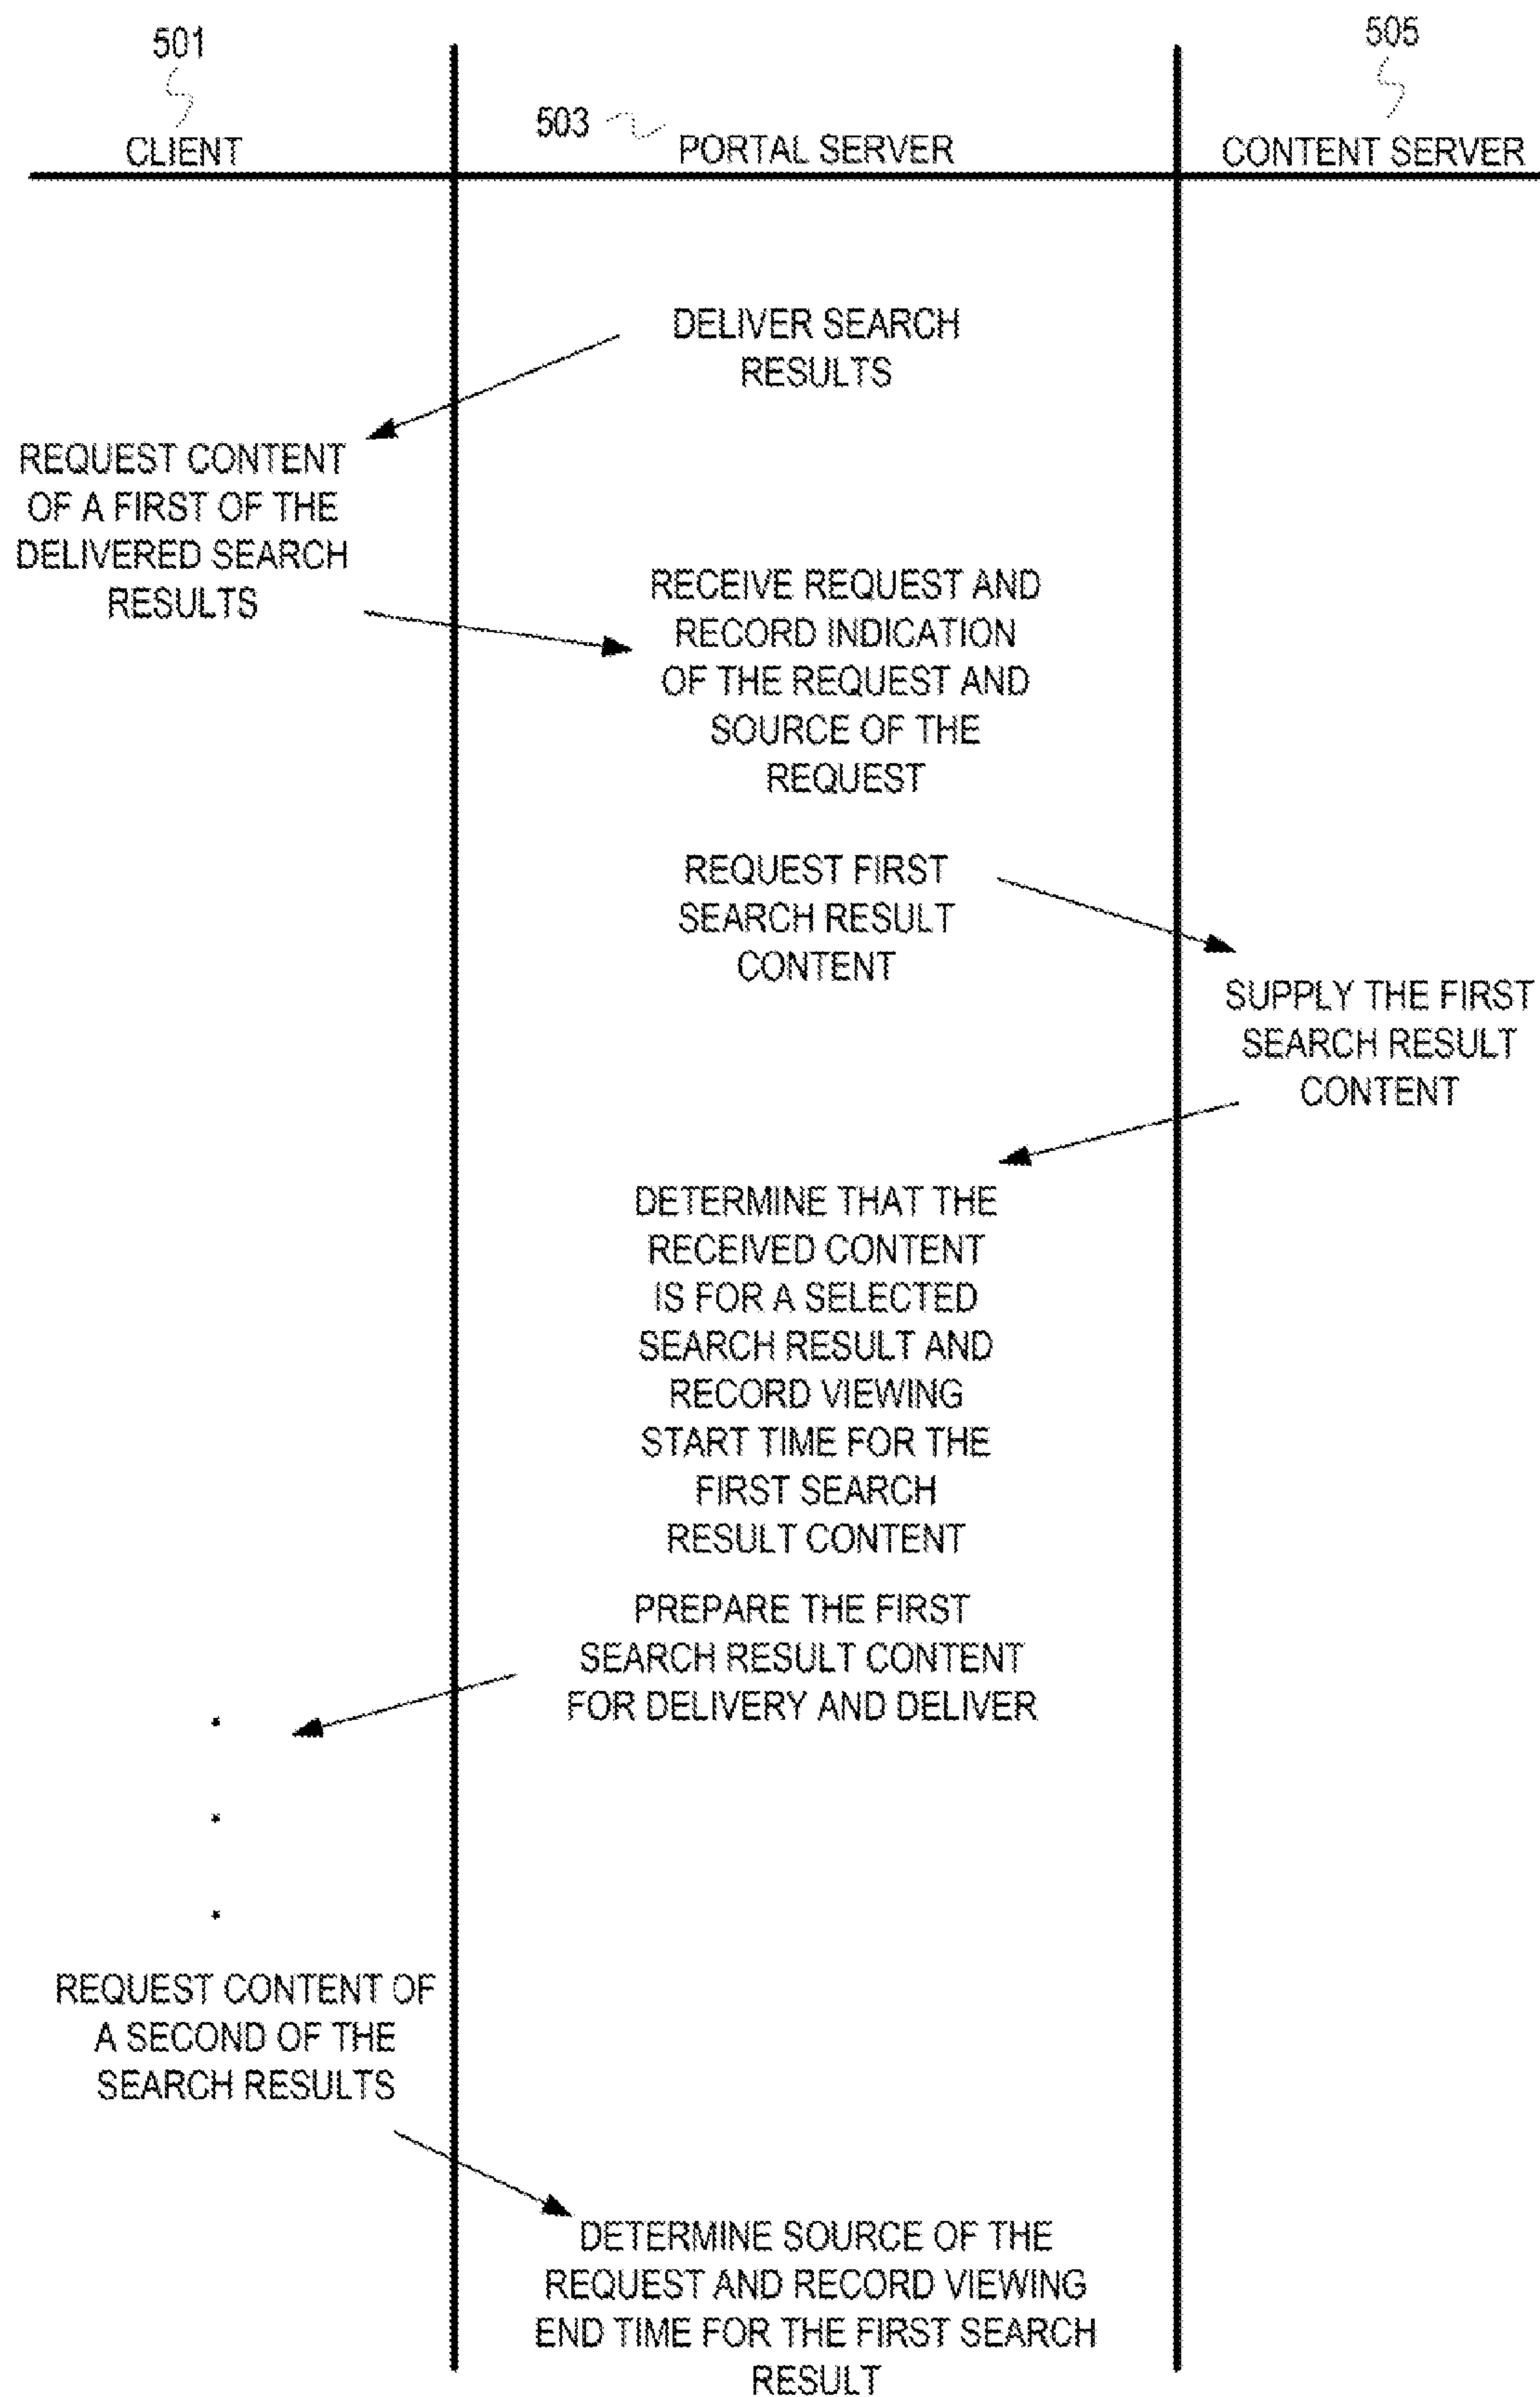 501
505
503
CLIENT
PORTAL SERVER
CONTENT SERVER
DELIVER SEARCH
RESULTS
REQUEST CONTENT
OF A FIRST OF THE
DELIVERED SEARCH
RESULTS
RECEIVE REQUEST AND
RECORD INDICATION
OF THE REQUEST AND
SOURCE OF THE
REQUEST
REQUEST FIRST
SEARCH RESULT
CONTENT
SUPPLY THE FIRST
SEARCH RESULT
CONTENT
DETERMINE THAT THE
RECEIVED CONTENT
IS FOR A SELECTED
SEARCH RESULT AND
RECORD VIEWING
START TIME FOR THE
FIRST SEARCH
RESULT CONTENT
PREPARE THE FIRST
SEARCH RESULT CONTENT
FOR DELIVERY AND DELIVER
REQUEST CONTENT OF
A SECOND OF THE
SEARCH RESULTS
DETERMINE SOURCE OF THE
REQUEST AND RECORD VIEWING
END TIME FOR THE FIRST SEARCH
RESULT